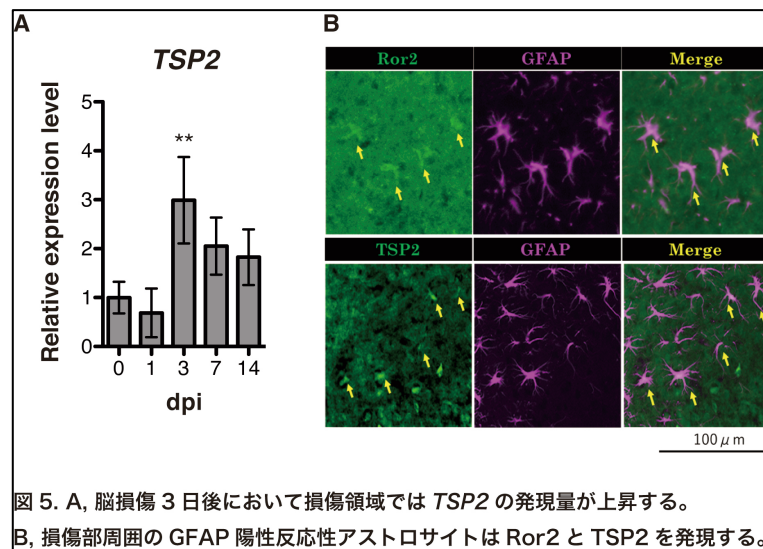 A
TSP2
Relative expression level
5
4
3
2
1
0
**
0 1 3 7 14
dpi
B
Ror2 GFAP Merge
TSP2 GFAP Merge
100 μm
図 5. A, 脳損傷 3 日後において損傷領域では TSP2 の発現量が上昇する。
B, 損傷部周囲の GFAP 陽性反応性アストロサイトは Ror2 と TSP2 を発現する。